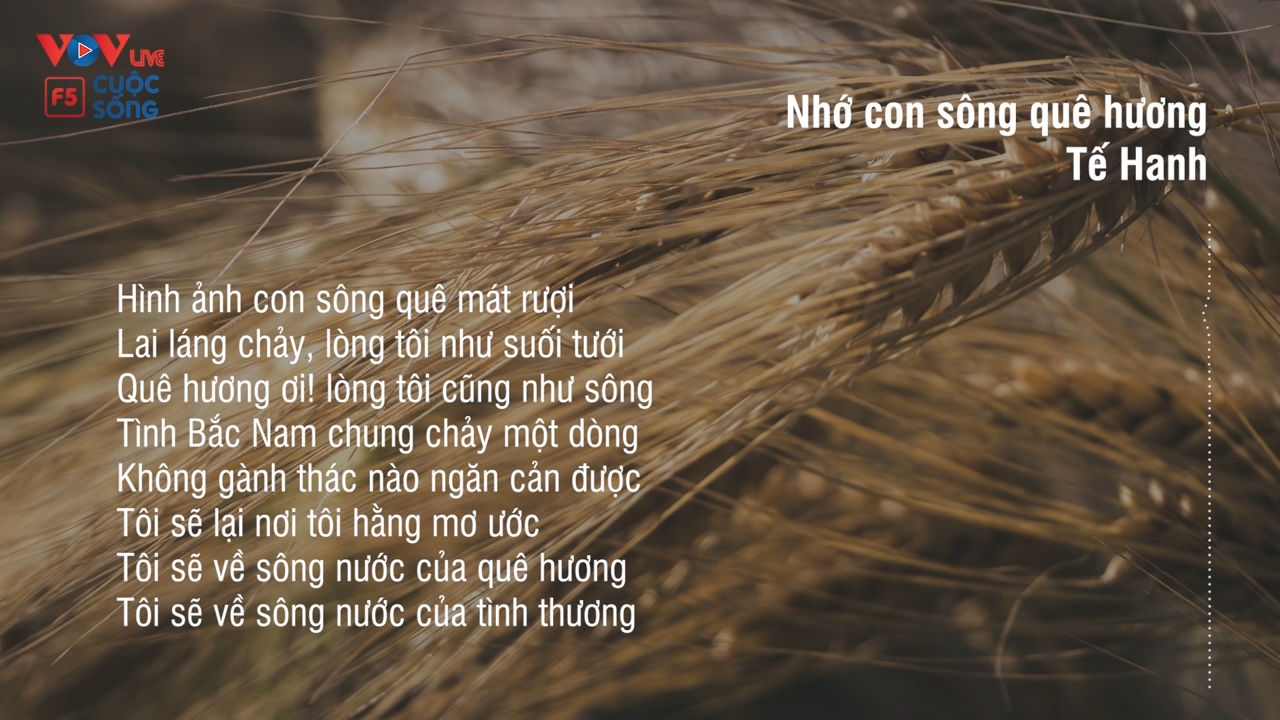 VOV LIVE
F5 CUỘC SỐNG
Nhớ con sông quê hương
Tế Hanh
Hình ảnh con sông quê mát rượi
Lai láng chảy, lòng tôi như suối tưới
Quê hương ơi! lòng tôi cũng như sông
Tình Bắc Nam chung chảy một dòng
Không gành thác nào ngăn cản được
Tôi sẽ lại nơi tôi hằng mơ ước
Tôi sẽ về sông nước của quê hương
Tôi sẽ về sông nước của tình thương